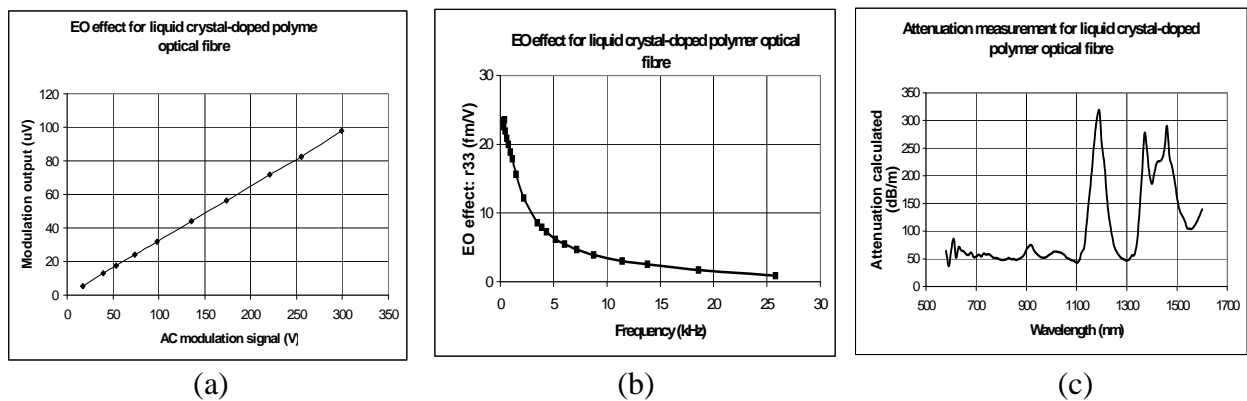 EO effect for liquid crystal-doped polyme
optical fibre
Modulation output (uV)
120
100
80
60
40
20
0
0 50 100 150 200 250 300 350
AC modulation signal (V)
(a)
EO effect for liquid crystal-doped polymer optical
fibre
EO effect: r33 (fm/V)
30
20
10
0
0 5 10 15 20 25 30
Frequency (kHz)
(b)
Attenuation measurement for liquid crystal-doped
polymer optical fibre
Attenuation calculated
(dB/m)
350
300
250
200
150
100
50
0
500 700 900 1100 1300 1500 1700
Wavelength (nm)
(c)